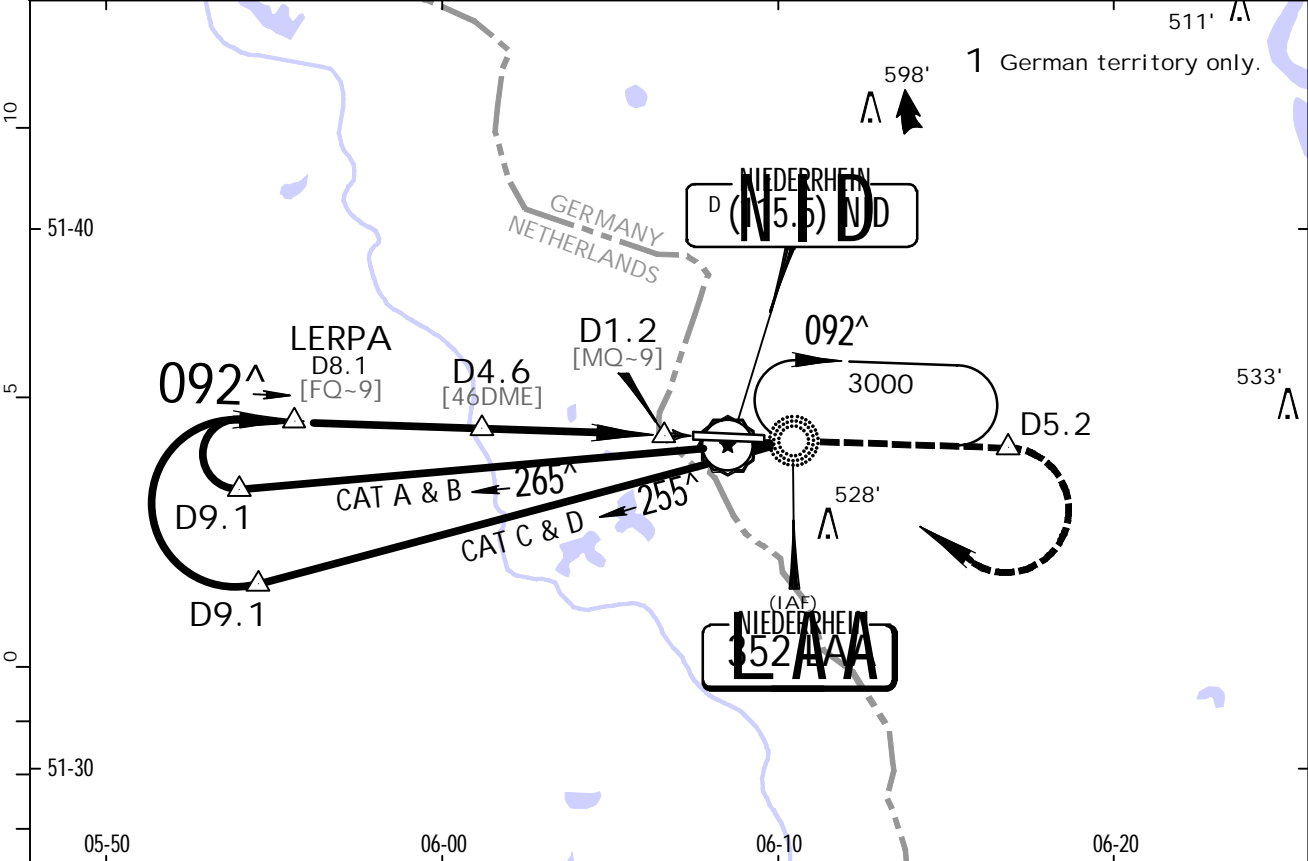 511'
1 German territory only.
598'
10
NIEDERRHEIN
D (115.5) NID
NID
51-40
GERMANY
NETHERLANDS
D1.2
[MQ~9]
LERPA
D8.1
[FQ~9]
D4.6
[46DME]
092^
092^
3000
5
533'
D5.2
CAT A & B
265^
D9.1
CAT C & D
255^
528'
D9.1
(IAF)
NIEDERRHEIN
352 LAA
LAA
0
51-30
05-50
06-00
06-10
06-20